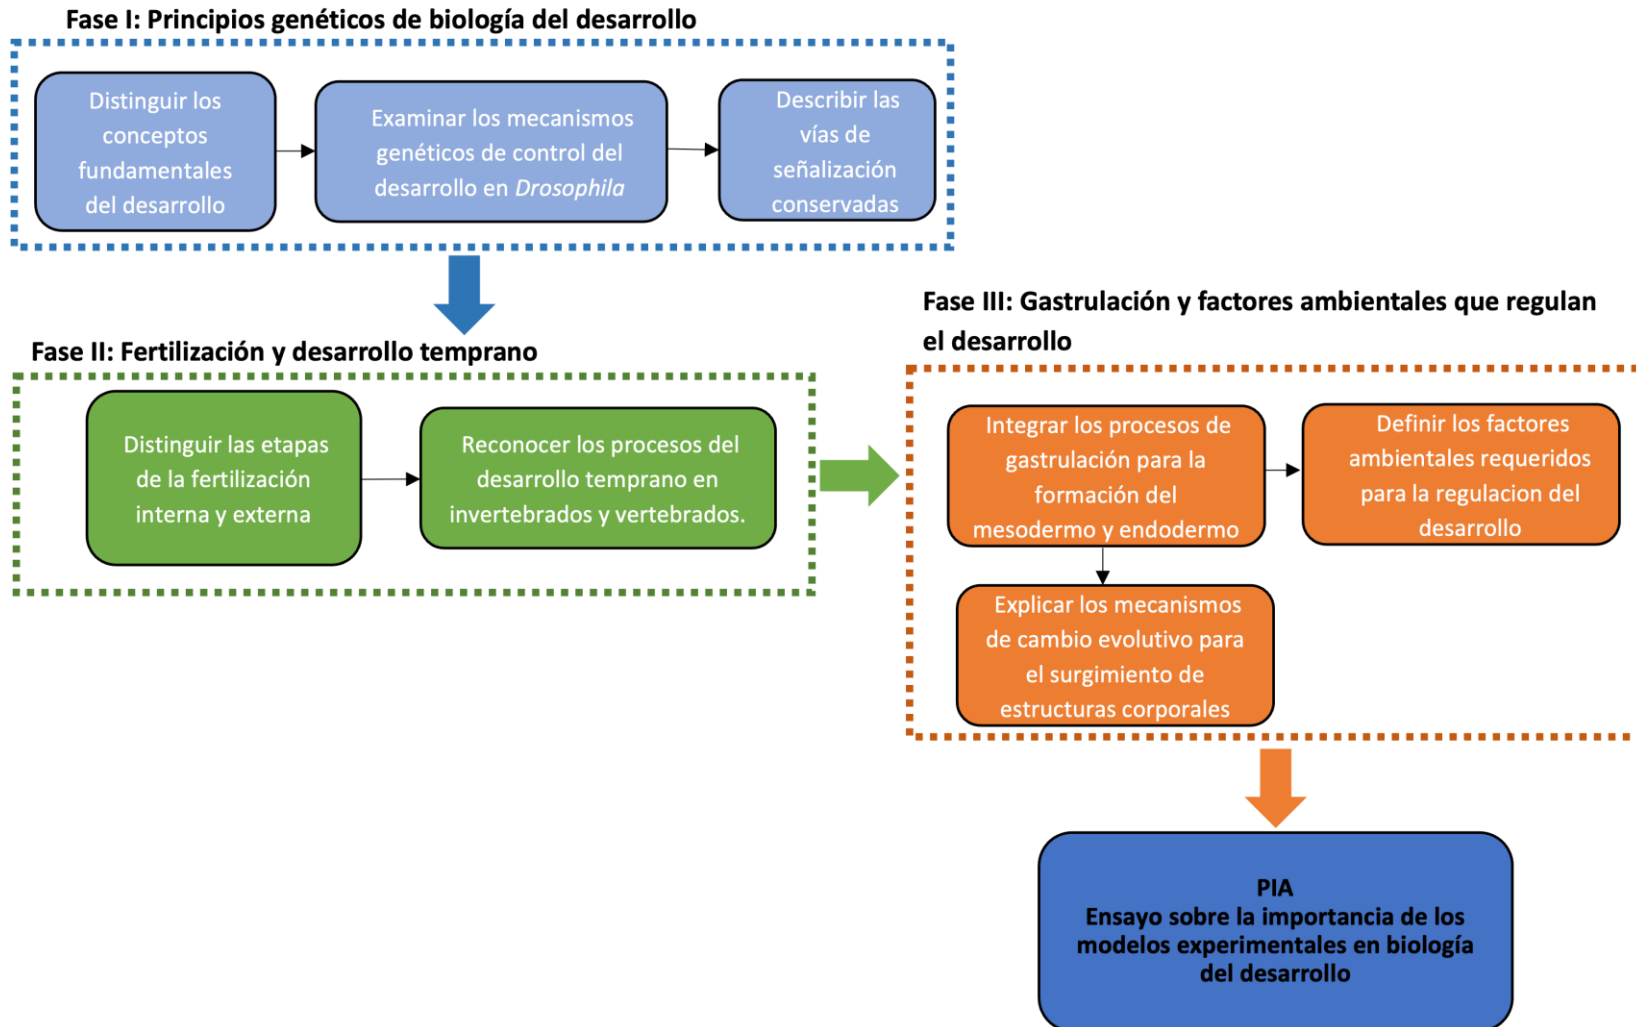 Fase I: Principios genéticos de biología del desarrollo
Distinguir los
conceptos
fundamentales
del desarrollo
Examinar los mecanismos
genéticos de control del
desarrollo en Drosophila
Describir las
vías de
señalización
conservadas
Fase II: Fertilización y desarrollo temprano
Distinguir las etapas
de la fertilización
interna y externa
Reconocer los procesos del
desarrollo temprano en
invertebrados y vertebrados.
Fase III: Gastrulación y factores ambientales que regulan
el desarrollo
Integrar los procesos de
gastrulación para la
formación del
mesodermo y endodermo
Definir los factores
ambientales requeridos
para la regulacion del
desarrollo
Explicar los mecanismos
de cambio evolutivo para
el surgimiento de
estructuras corporales
PIA
Ensayo sobre la importancia de los
modelos experimentales en biología
del desarrollo